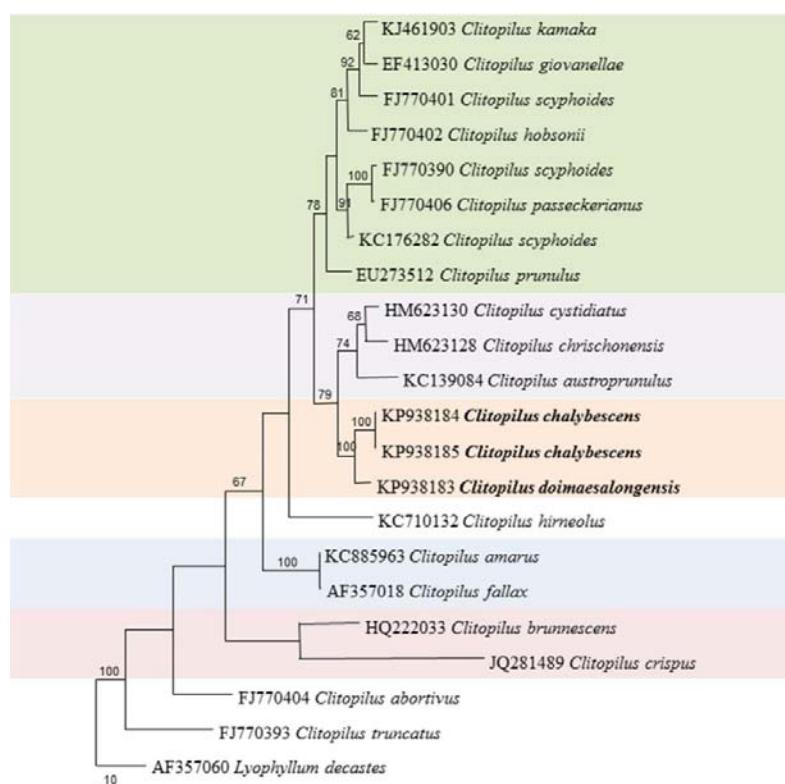 62
KJ461903 Clitopilus kamaka
92
EF413030 Clitopilus giovanellae
81
FJ770401 Clitopilus scyphoides
FJ770402 Clitopilus hobsonii
100
FJ770390 Clitopilus scyphoides
78
91
FJ770406 Clitopilus passeckerianus
KC176282 Clitopilus scyphoides
EU273512 Clitopilus prunulus
71
HM623130 Clitopilus cystidiatus
68
74
HM623128 Clitopilus chrischonensis
KC139084 Clitopilus austroprunulus
79
KP938184 Clitopilus chalybescens
100
100
KP938185 Clitopilus chalybescens
67
KP938183 Clitopilus doimaesalongensis
KC710132 Clitopilus hirneolus
KC885963 Clitopilus amarus
100
AF357018 Clitopilus fallax
HQ222033 Clitopilus brunnescens
JQ281489 Clitopilus crispus
100
FJ770404 Clitopilus abortivus
FJ770393 Clitopilus truncatus
AF357060 Lyophyllum decastes
10